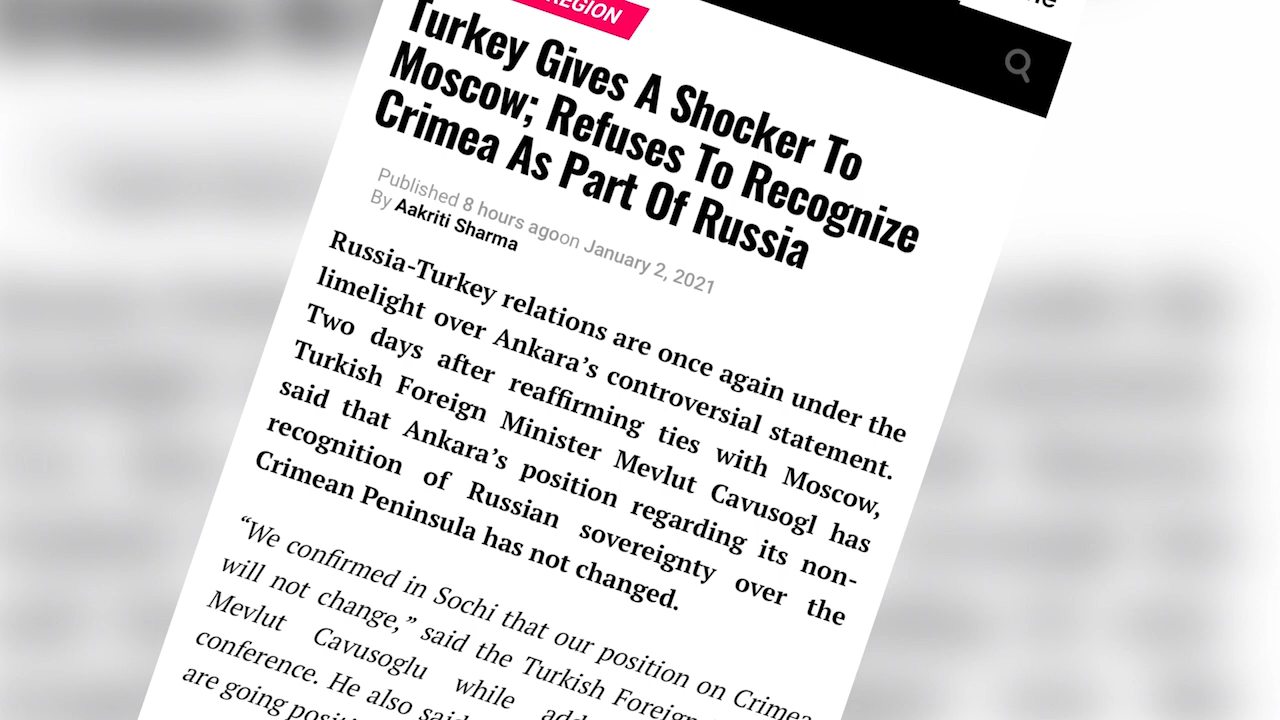 REGION
Turkey Gives A Shocker To
Moscow; Refuses To Recognize
Crimea As Part Of Russia
Published 8 hours agoon January 2, 2021
By Aakriti Sharma
Russia-Turkey relations are once again under the
limelight over Ankara’s controversial statement.
Two days after reaffirming ties with Moscow,
Turkish Foreign Minister Mevlut Cavusogl has
said that Ankara’s position regarding its non-
recognition of Russian sovereignty over the
Crimean Peninsula has not changed.
“We confirmed in Sochi that our position on Crimea
will not change,” said the Turkish Foreign
Mevlut Cavusoglu while
conference. He also said
are going